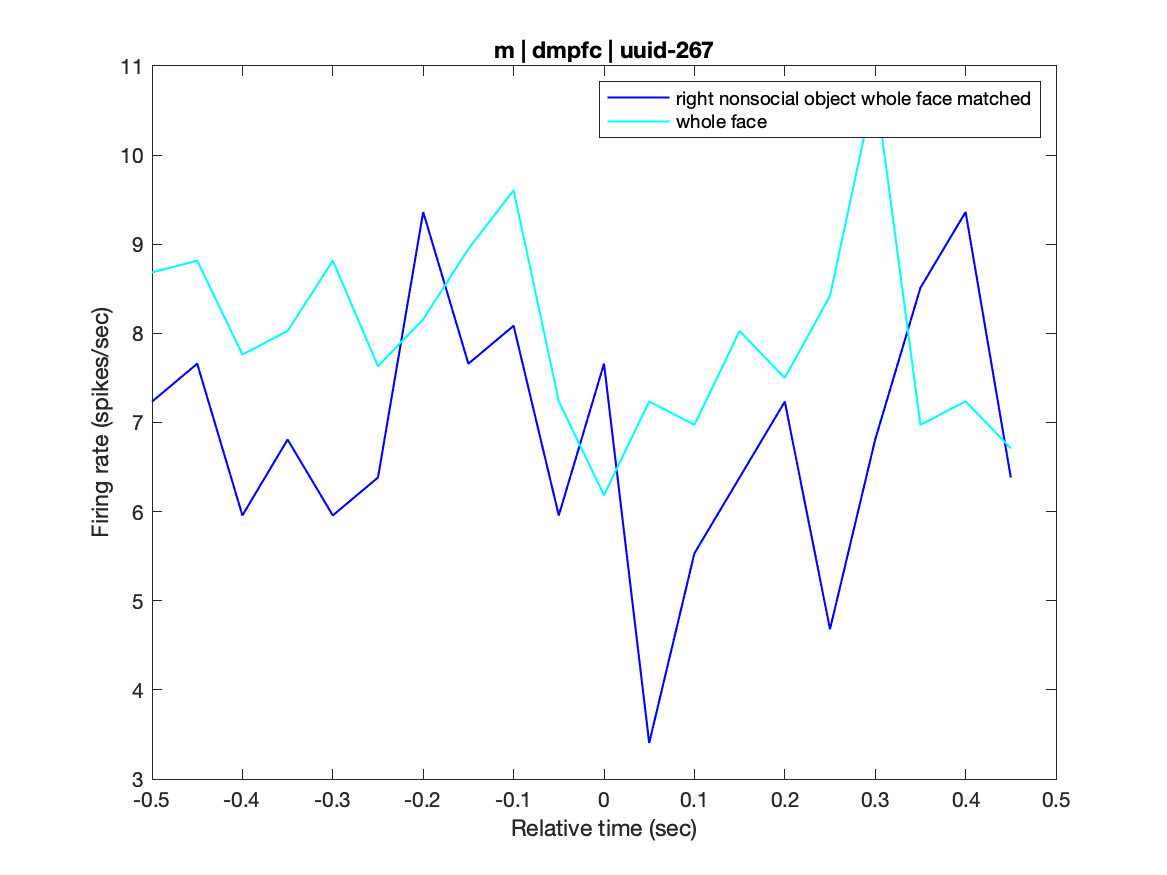 m | dmpfc | uuid-267
11
10
9
8
7
6
5
4
3
Firing rate (spikes/sec)
right nonsocial object whole face matched
whole face
-0.5 -0.4 -0.3 -0.2 -0.1 0 0.1 0.2 0.3 0.4 0.5
Relative time (sec)